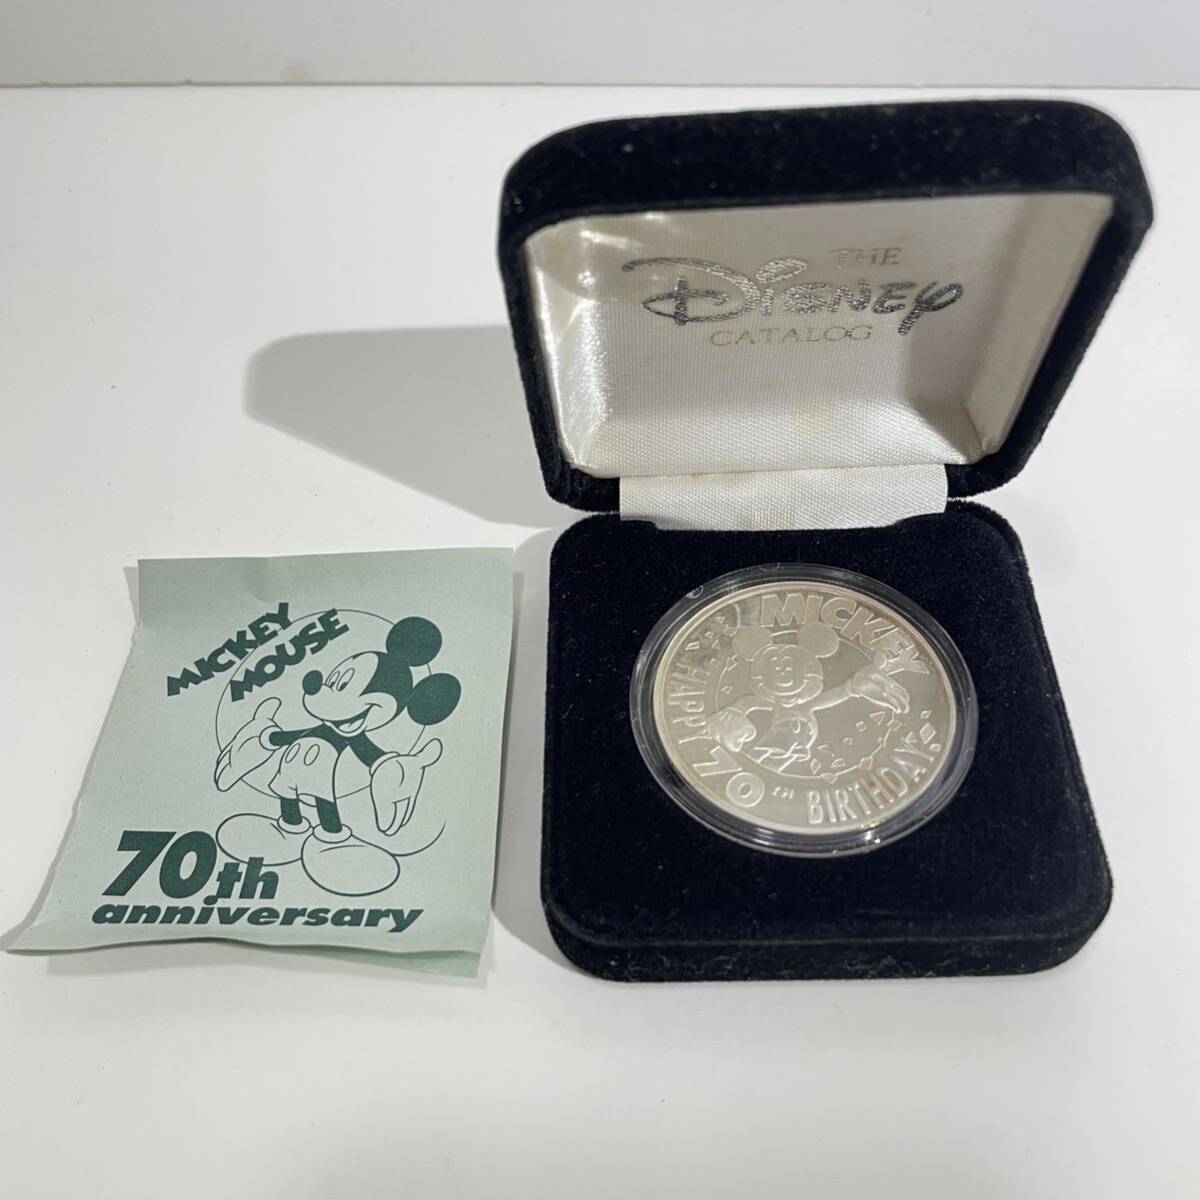 MICKEY
MOUSE
70th
anniversary
THE
Disney
CATALOG
HAPPY 70TH BIRTHDAY.
MICKEY